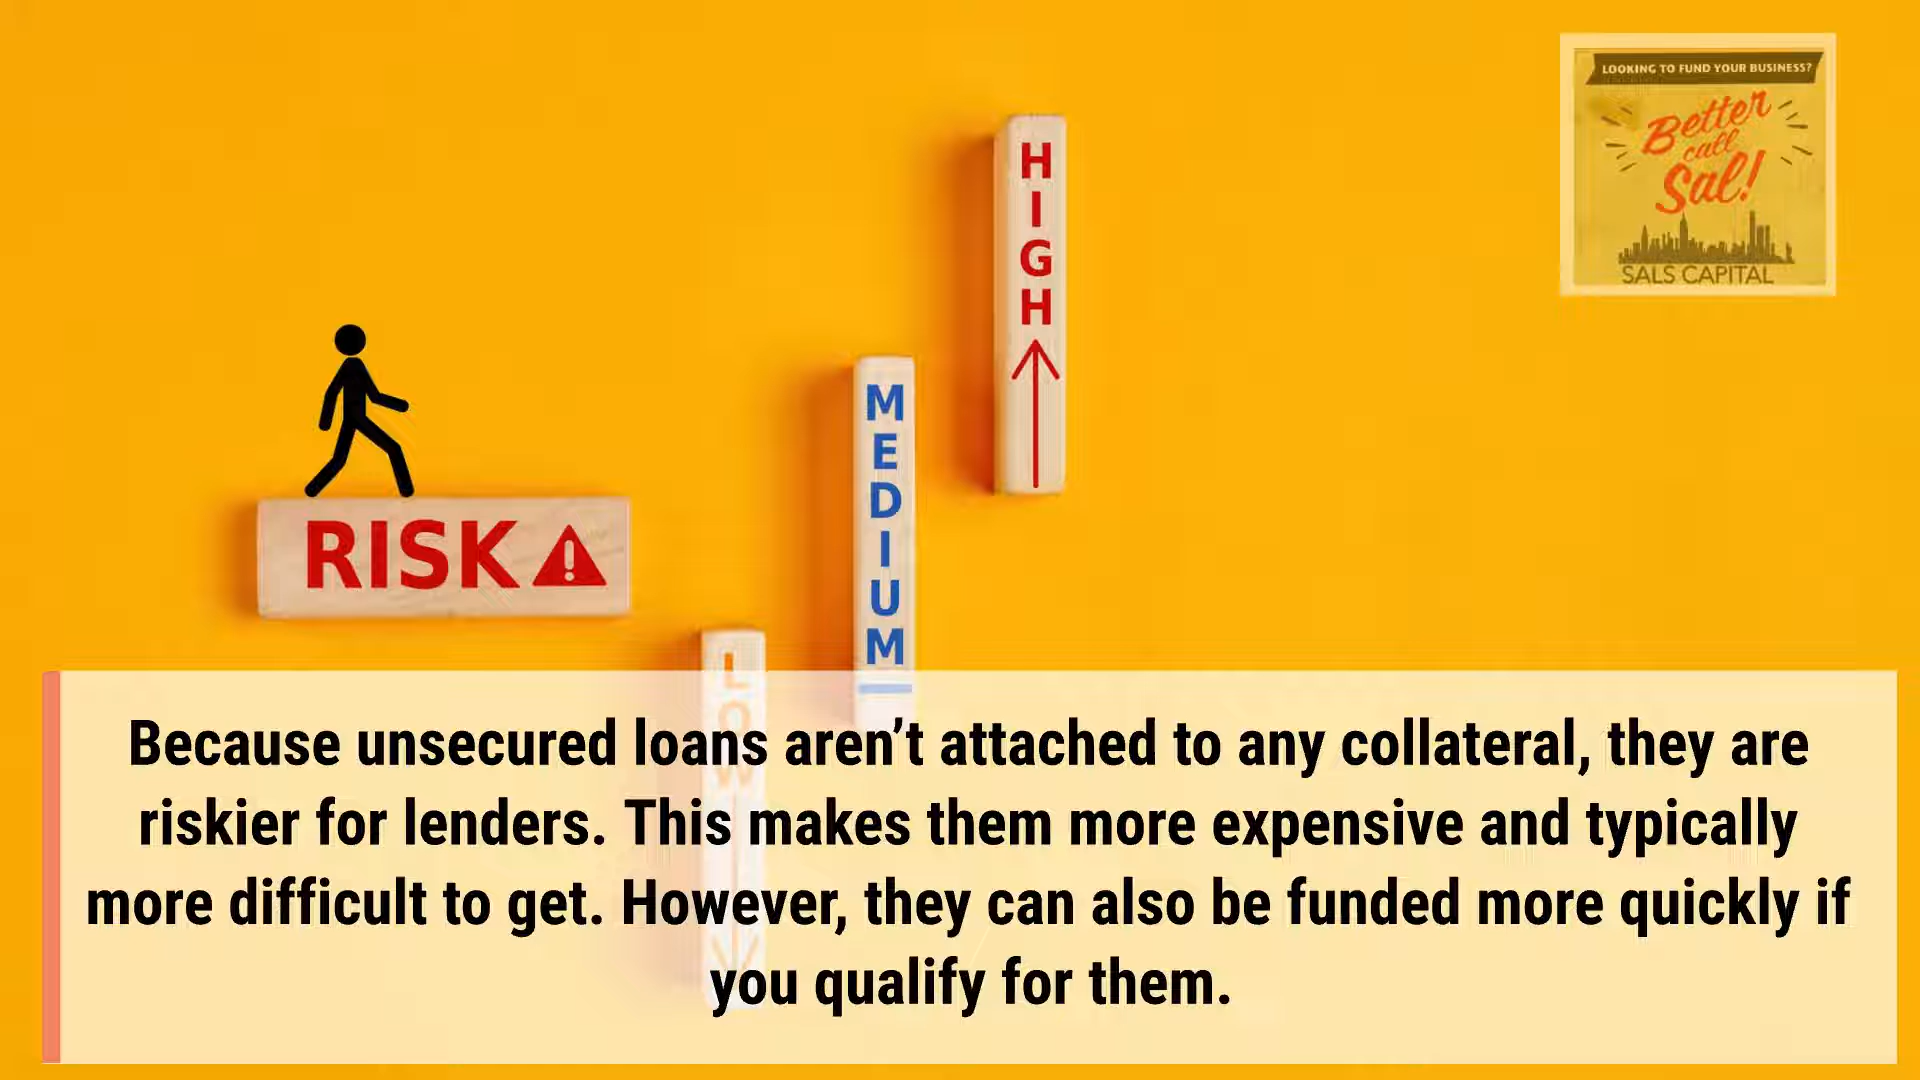 LOOKING TO FUND YOUR BUSINESS?
Better
call
Sal!
SALS CAPITAL
HIGH
MEDIUM
RISK
LOW
Because unsecured loans aren’t attached to any collateral, they are
riskier for lenders. This makes them more expensive and typically
more difficult to get. However, they can also be funded more quickly if
you qualify for them.